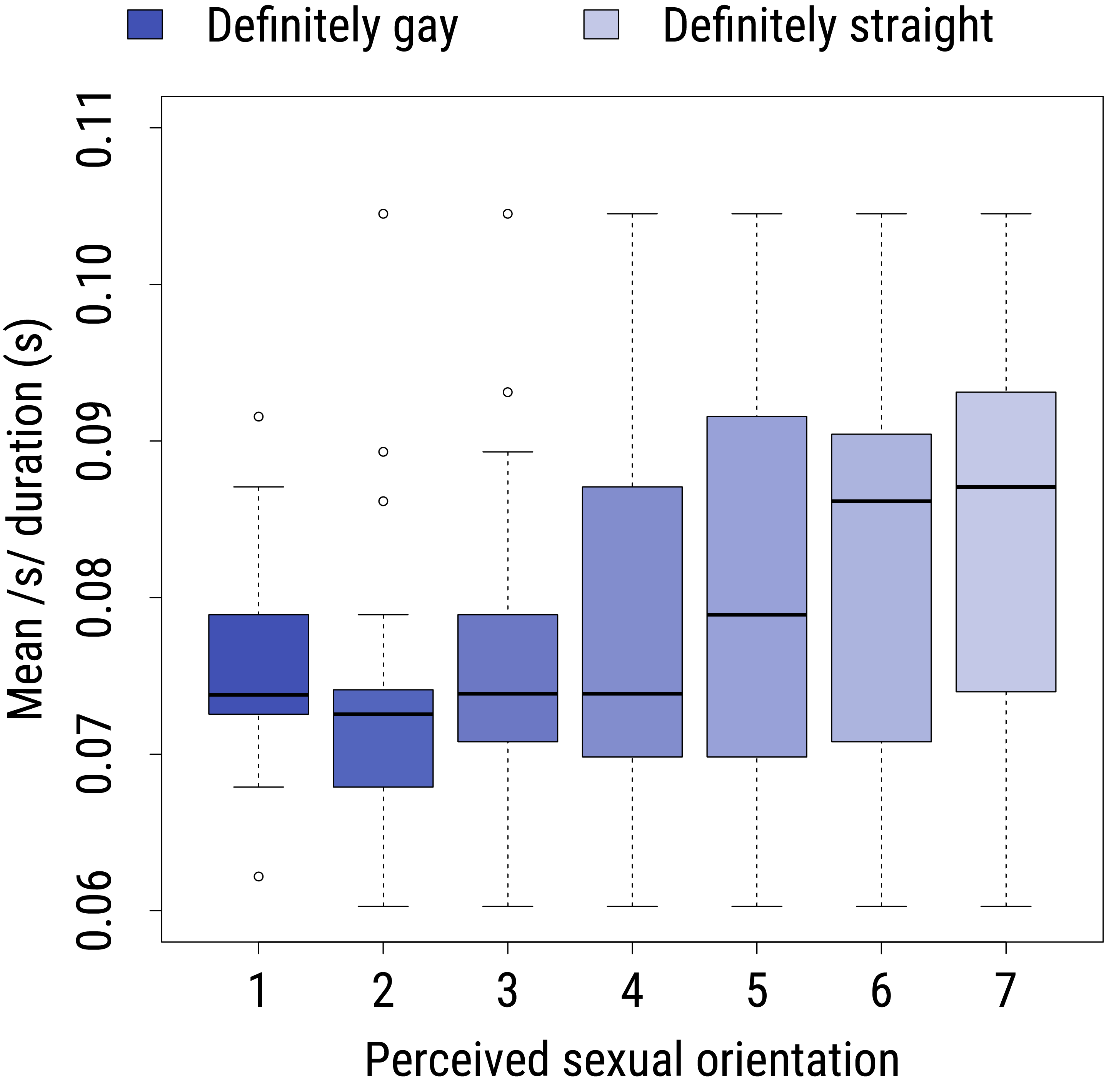 Definitely gay Definitely straight
Mean /s/ duration (s)
0.11
0.10
0.09
0.08
0.07
0.06
1 2 3 4 5 6 7
Perceived sexual orientation